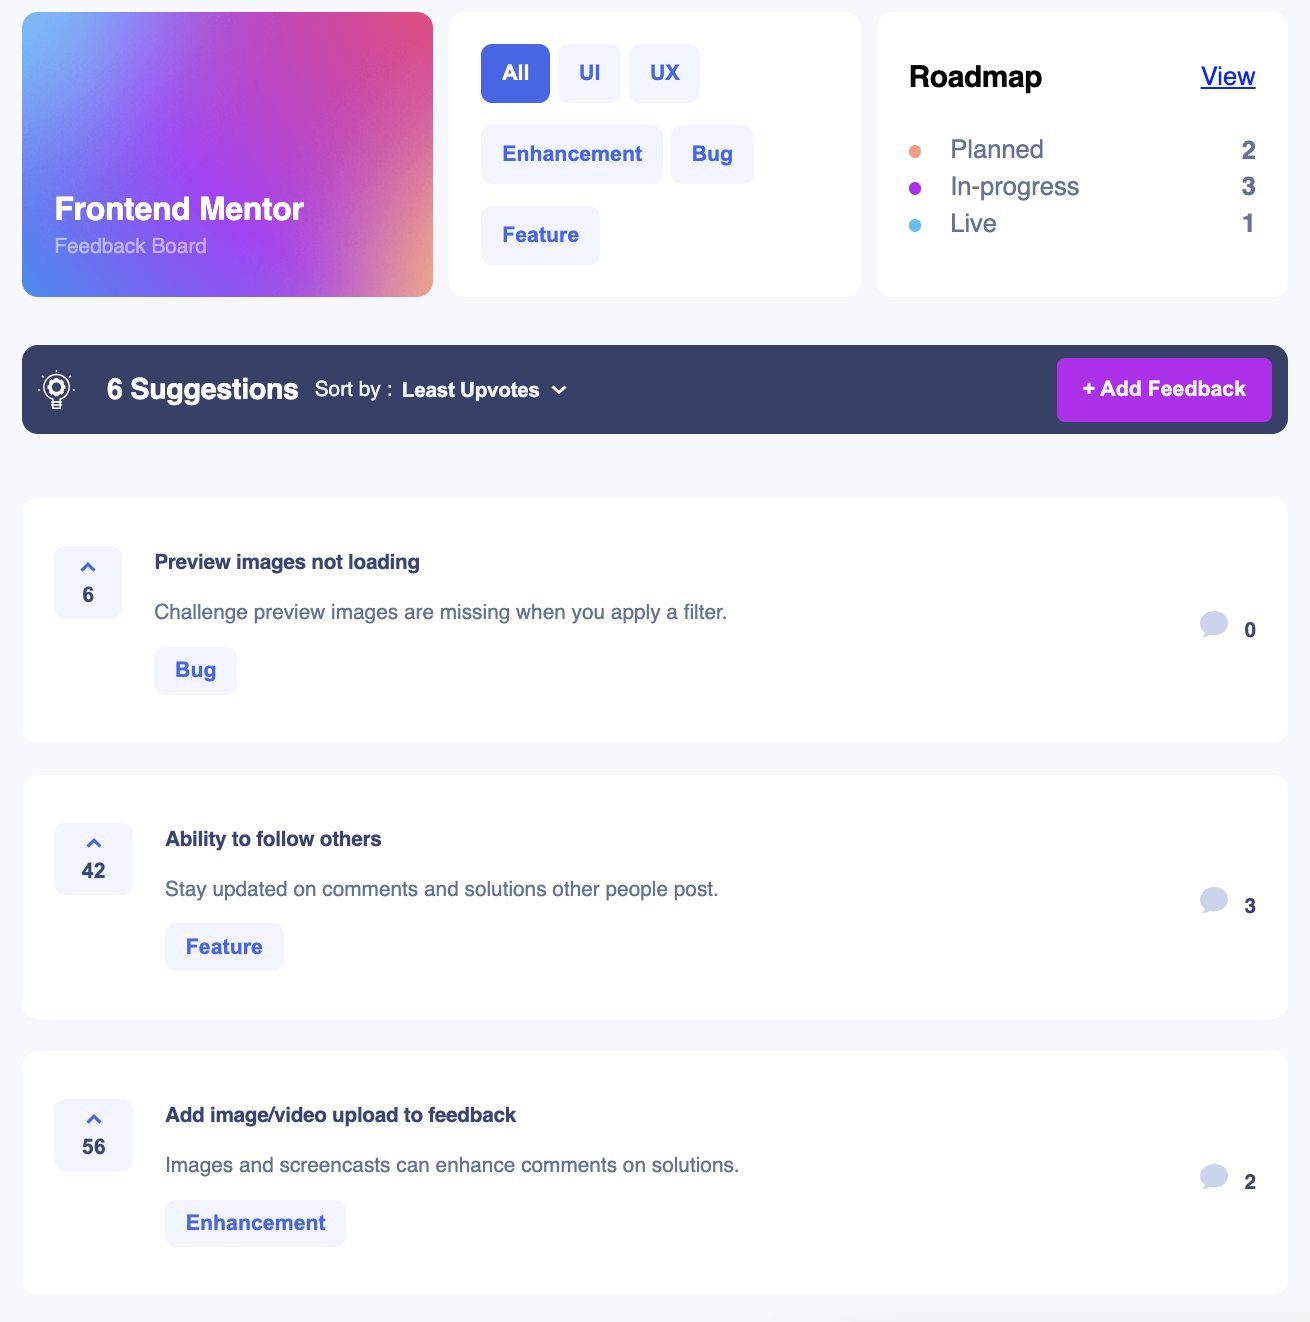 Frontend Mentor
Feedback Board
All UI UX
Enhancement Bug
Feature
Roadmap View
Planned 2
In-progress 3
Live 1
6 Suggestions Sort by : Least Upvotes + Add Feedback
Preview images not loading
6
Challenge preview images are missing when you apply a filter.
0
Bug
Ability to follow others
42
Stay updated on comments and solutions other people post.
3
Feature
Add image/video upload to feedback
56
Images and screencasts can enhance comments on solutions.
2
Enhancement